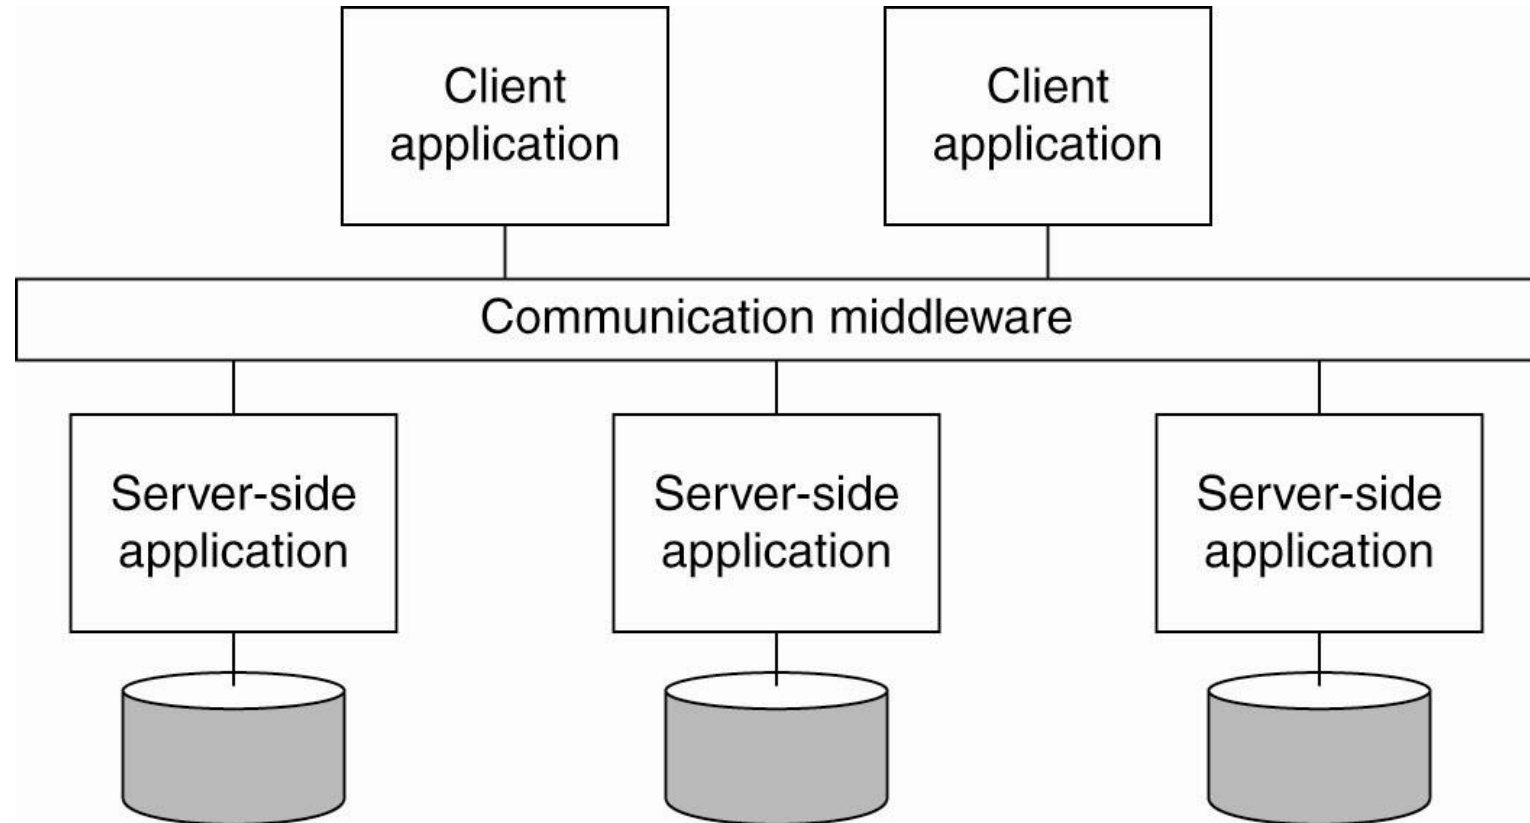 Client
application
Client
application
Communication middleware
Server-side
application
Server-side
application
Server-side
application